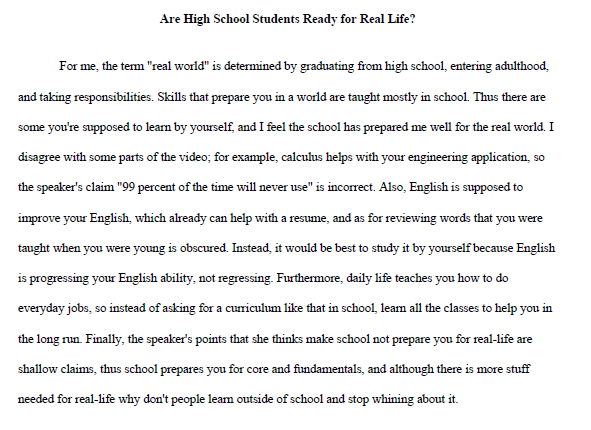 Are High School Students Ready for Real Life?
For me, the term "real world" is determined by graduating from high school, entering adulthood,
and taking responsibilities. Skills that prepare you in a world are taught mostly in school. Thus there are
some you're supposed to learn by yourself, and I feel the school has prepared me well for the real world. I
disagree with some parts of the video; for example, calculus helps with your engineering application, so
the speaker's claim "99 percent of the time will never use" is incorrect. Also, English is supposed to
improve your English, which already can help with a resume, and as for reviewing words that you were
taught when you were young is obscured. Instead, it would be best to study it by yourself because English
is progressing your English ability, not regressing. Furthermore, daily life teaches you how to do
everyday jobs, so instead of asking for a curriculum like that in school, learn all the classes to help you in
the long run. Finally, the speaker's points that she thinks make school not prepare you for real-life are
shallow claims, thus school prepares you for core and fundamentals, and although there is more stuff
needed for real-life why don't people learn outside of school and stop whining about it.